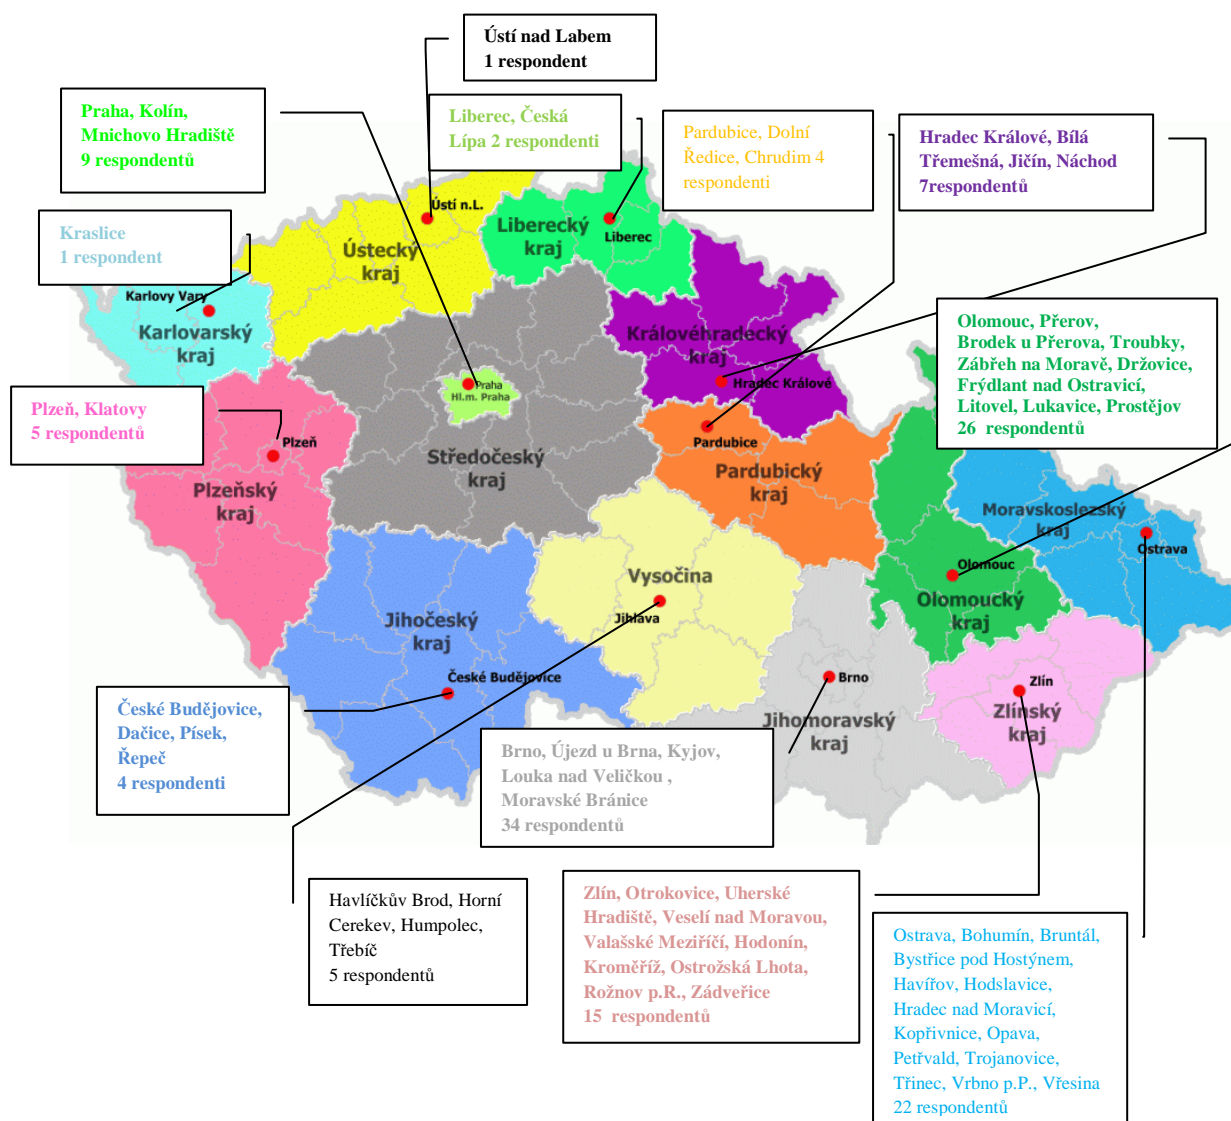 Ústí nad Labem
1 respondent
Praha, Kolín,
Mnichovo Hradiště
9 respondentů
Liberec, Česká
Lípa 2 respondenti
Pardubice, Dolní
Ředice, Chrudim 4
respondenti
Hradec Králové, Bílá
Třemešná, Jičín, Náchod
7respondentů
Kraslice
1 respondent
Ústí n.L.
Ústecký
kraj
Liberecký
kraj
Liberec
Karlovy Vary
Karlovarský
kraj
Královéhradecký
kraj
Hradec Králové
Olomouc, Přerov,
Brodek u Přerova, Troubky,
Zábřeh na Moravě, Držovice,
Frýdlant nad Ostravicí,
Litovel, Lukavice, Prostějov
26 respondentů
Praha
Hl.m. Praha
Plzeň, Klatovy
5 respondentů
Plzeň
Plzeňský
kraj
Středočeský
kraj
Pardubice
Pardubický
kraj
Moravskoslezský
kraj
Ostrava
Olomouc
Olomoucký
kraj
Vysočina
Jihlava
Jihočeský
kraj
České Budějovice
Brno
Jihomoravský
kraj
Zlín
Zlínský
kraj
České Budějovice,
Dačice, Písek,
Řepeč
4 respondenti
Brno, Újezd u Brna, Kyjov,
Louka nad Veličkou ,
Moravské Bránice
34 respondentů
Havlíčkův Brod, Horní
Cerekev, Humpolec,
Třebíč
5 respondentů
Zlín, Otrokovice, Uherské
Hradiště, Veselí nad Moravou,
Valašské Meziříčí, Hodonín,
Kroměříž, Ostrožská Lhota,
Rožnov p.R., Zádveřice
15 respondentů
Ostrava, Bohumín, Bruntál,
Bystřice pod Hostýnem,
Havířov, Hodslavice,
Hradec nad Moravicí,
Kopřivnice, Opava,
Petřvald, Trojanovice,
Třinec, Vrbno p.P., Vřesina
22 respondentů